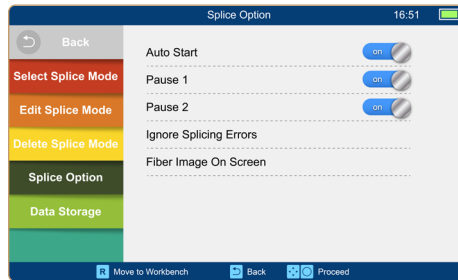 Splice Option
16:51
Back
Auto Start
on
Select Splice Mode
Pause 1
on
Edit Splice Mode
Pause 2
on
Delete Splice Mode
Ignore Splicing Errors
Splice Option
Fiber Image On Screen
Data Storage
R Move to Workbench
Back
Proceed